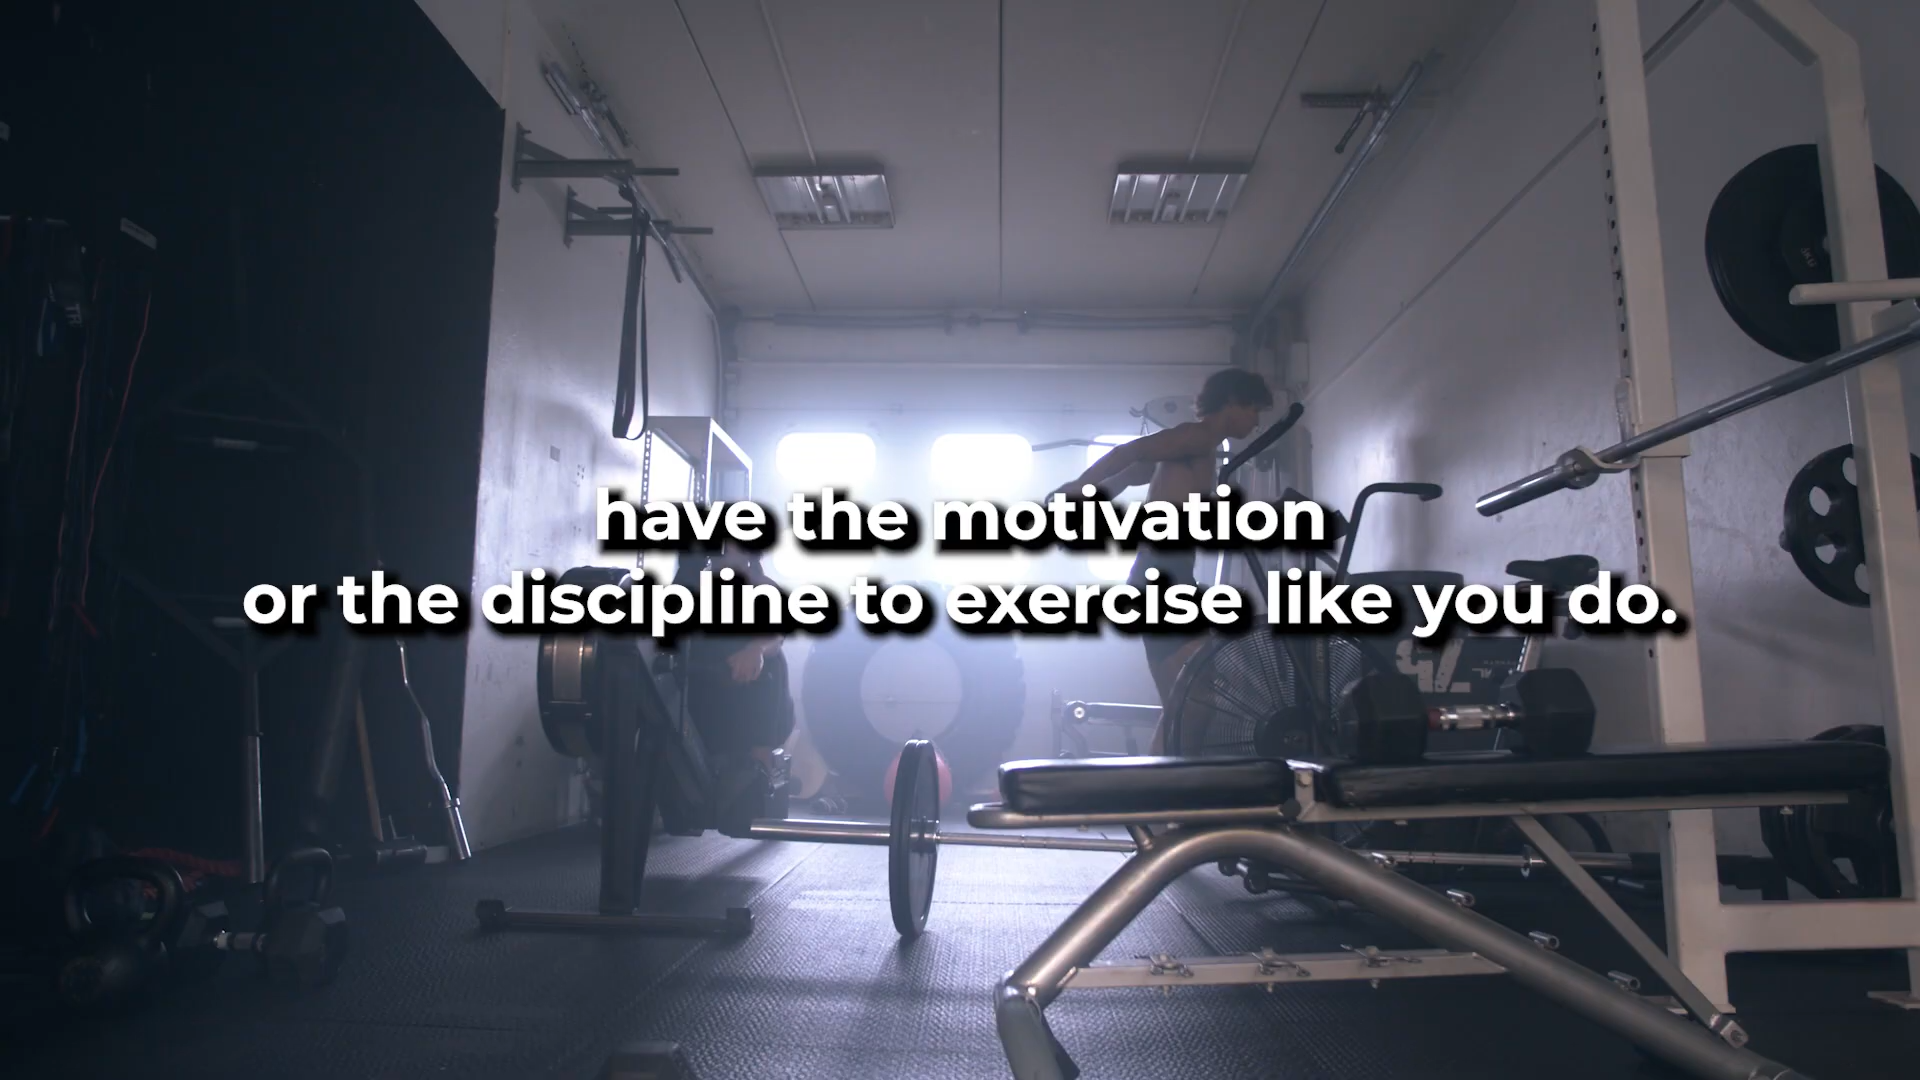 have the motivation
or the discipline to exercise like you do.